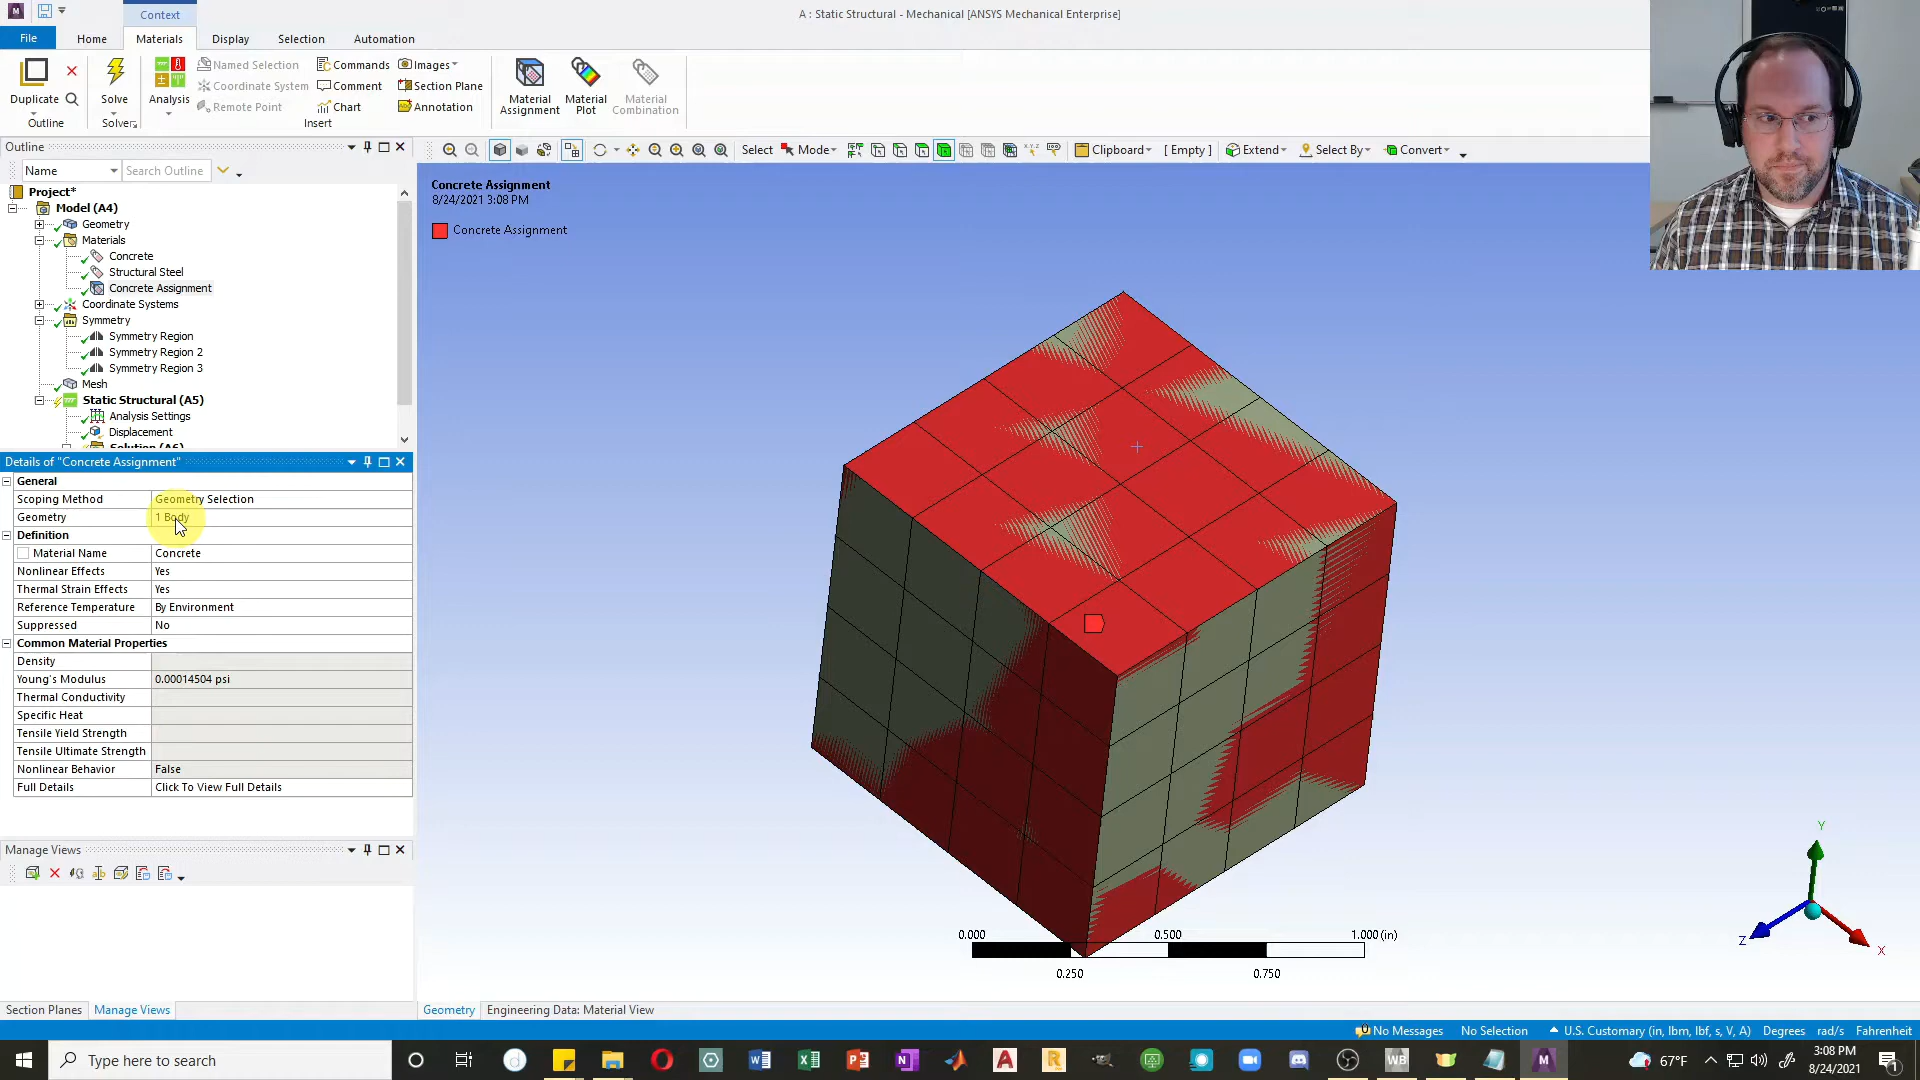 Context
A : Static Structural - Mechanical [ANSYS Mechanical Enterprise]
File
Home
Materials
Display
Selection
Automation
Duplicate
Outline
Solve
Solver
Analysis
Named Selection
Coordinate System
Remote Point
Commands
Comment
Chart
Images
Section Plane
Annotation
Insert
Material Assignment
Material Plot
Material Combination
Outline
Name
Search Outline
Select
Mode
Clipboard
[ Empty ]
Extend
Select By
Convert
Project*
Model (A4)
Geometry
Materials
Concrete
Structural Steel
Concrete Assignment
Coordinate Systems
Symmetry
Symmetry Region
Symmetry Region 2
Symmetry Region 3
Mesh
Static Structural (A5)
Analysis Settings
Displacement
Solution (A6)
Details of "Concrete Assignment"
General
Scoping Method Geometry Selection
Geometry 1 Body
Definition
Material Name Concrete
Nonlinear Effects Yes
Thermal Strain Effects Yes
Reference Temperature By Environment
Suppressed No
Common Material Properties
Density
Young's Modulus 0.00014504 psi
Thermal Conductivity
Specific Heat
Tensile Yield Strength
Tensile Ultimate Strength
Nonlinear Behavior False
Full Details Click To View Full Details
Manage Views
Section Planes
Manage Views
Concrete Assignment
8/24/2021 3:08 PM
Concrete Assignment
0.000 0.500 1.000 (in)
0.250 0.750
Y
Z
X
Geometry
Engineering Data: Material View
No Messages
No Selection
U.S. Customary (in, lbm, lbf, s, V, A)
Degrees
rad/s
Fahrenheit
Type here to search
WB
67°F
3:08 PM
8/24/2021